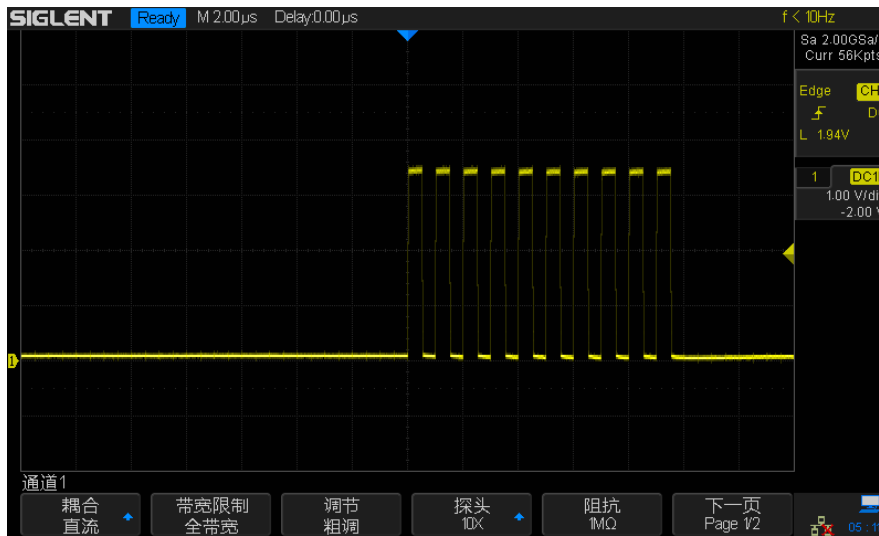 SIGLENT Ready M 2.00µs Delay:0.00µs f < 10Hz
Sa 2.00GSa/
Curr 56Kpts
Edge CH
D
L 1.94V
1 DC1
1.00 V/di
-2.00 V
1
通道1
耦合 带宽限制 调节 探头 阻抗 下一页
直流 全带宽 粗调 10X 1MΩ Page 1/2